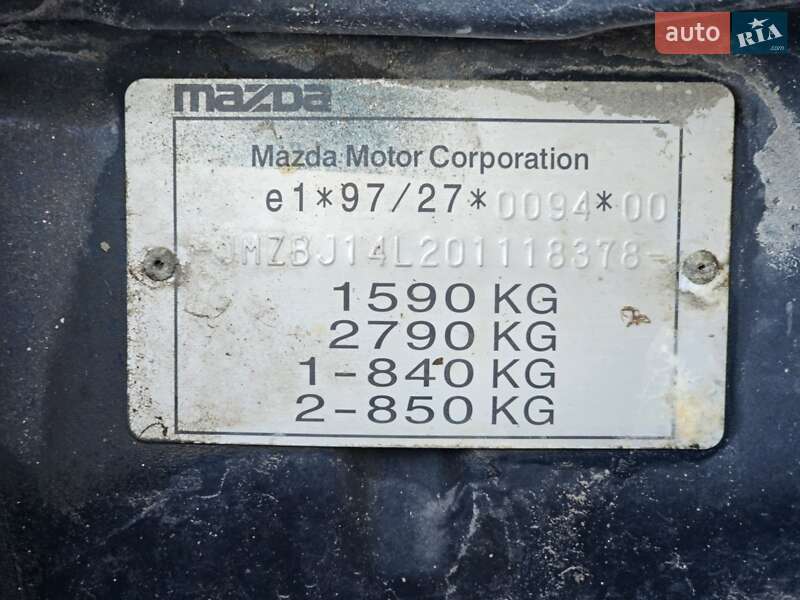 auto RIA .com
mazda
Mazda Motor Corporation
e1*97/27*0094*00
-JMZBJ14L201118378-
1590 KG
2790 KG
1-840 KG
2-850 KG